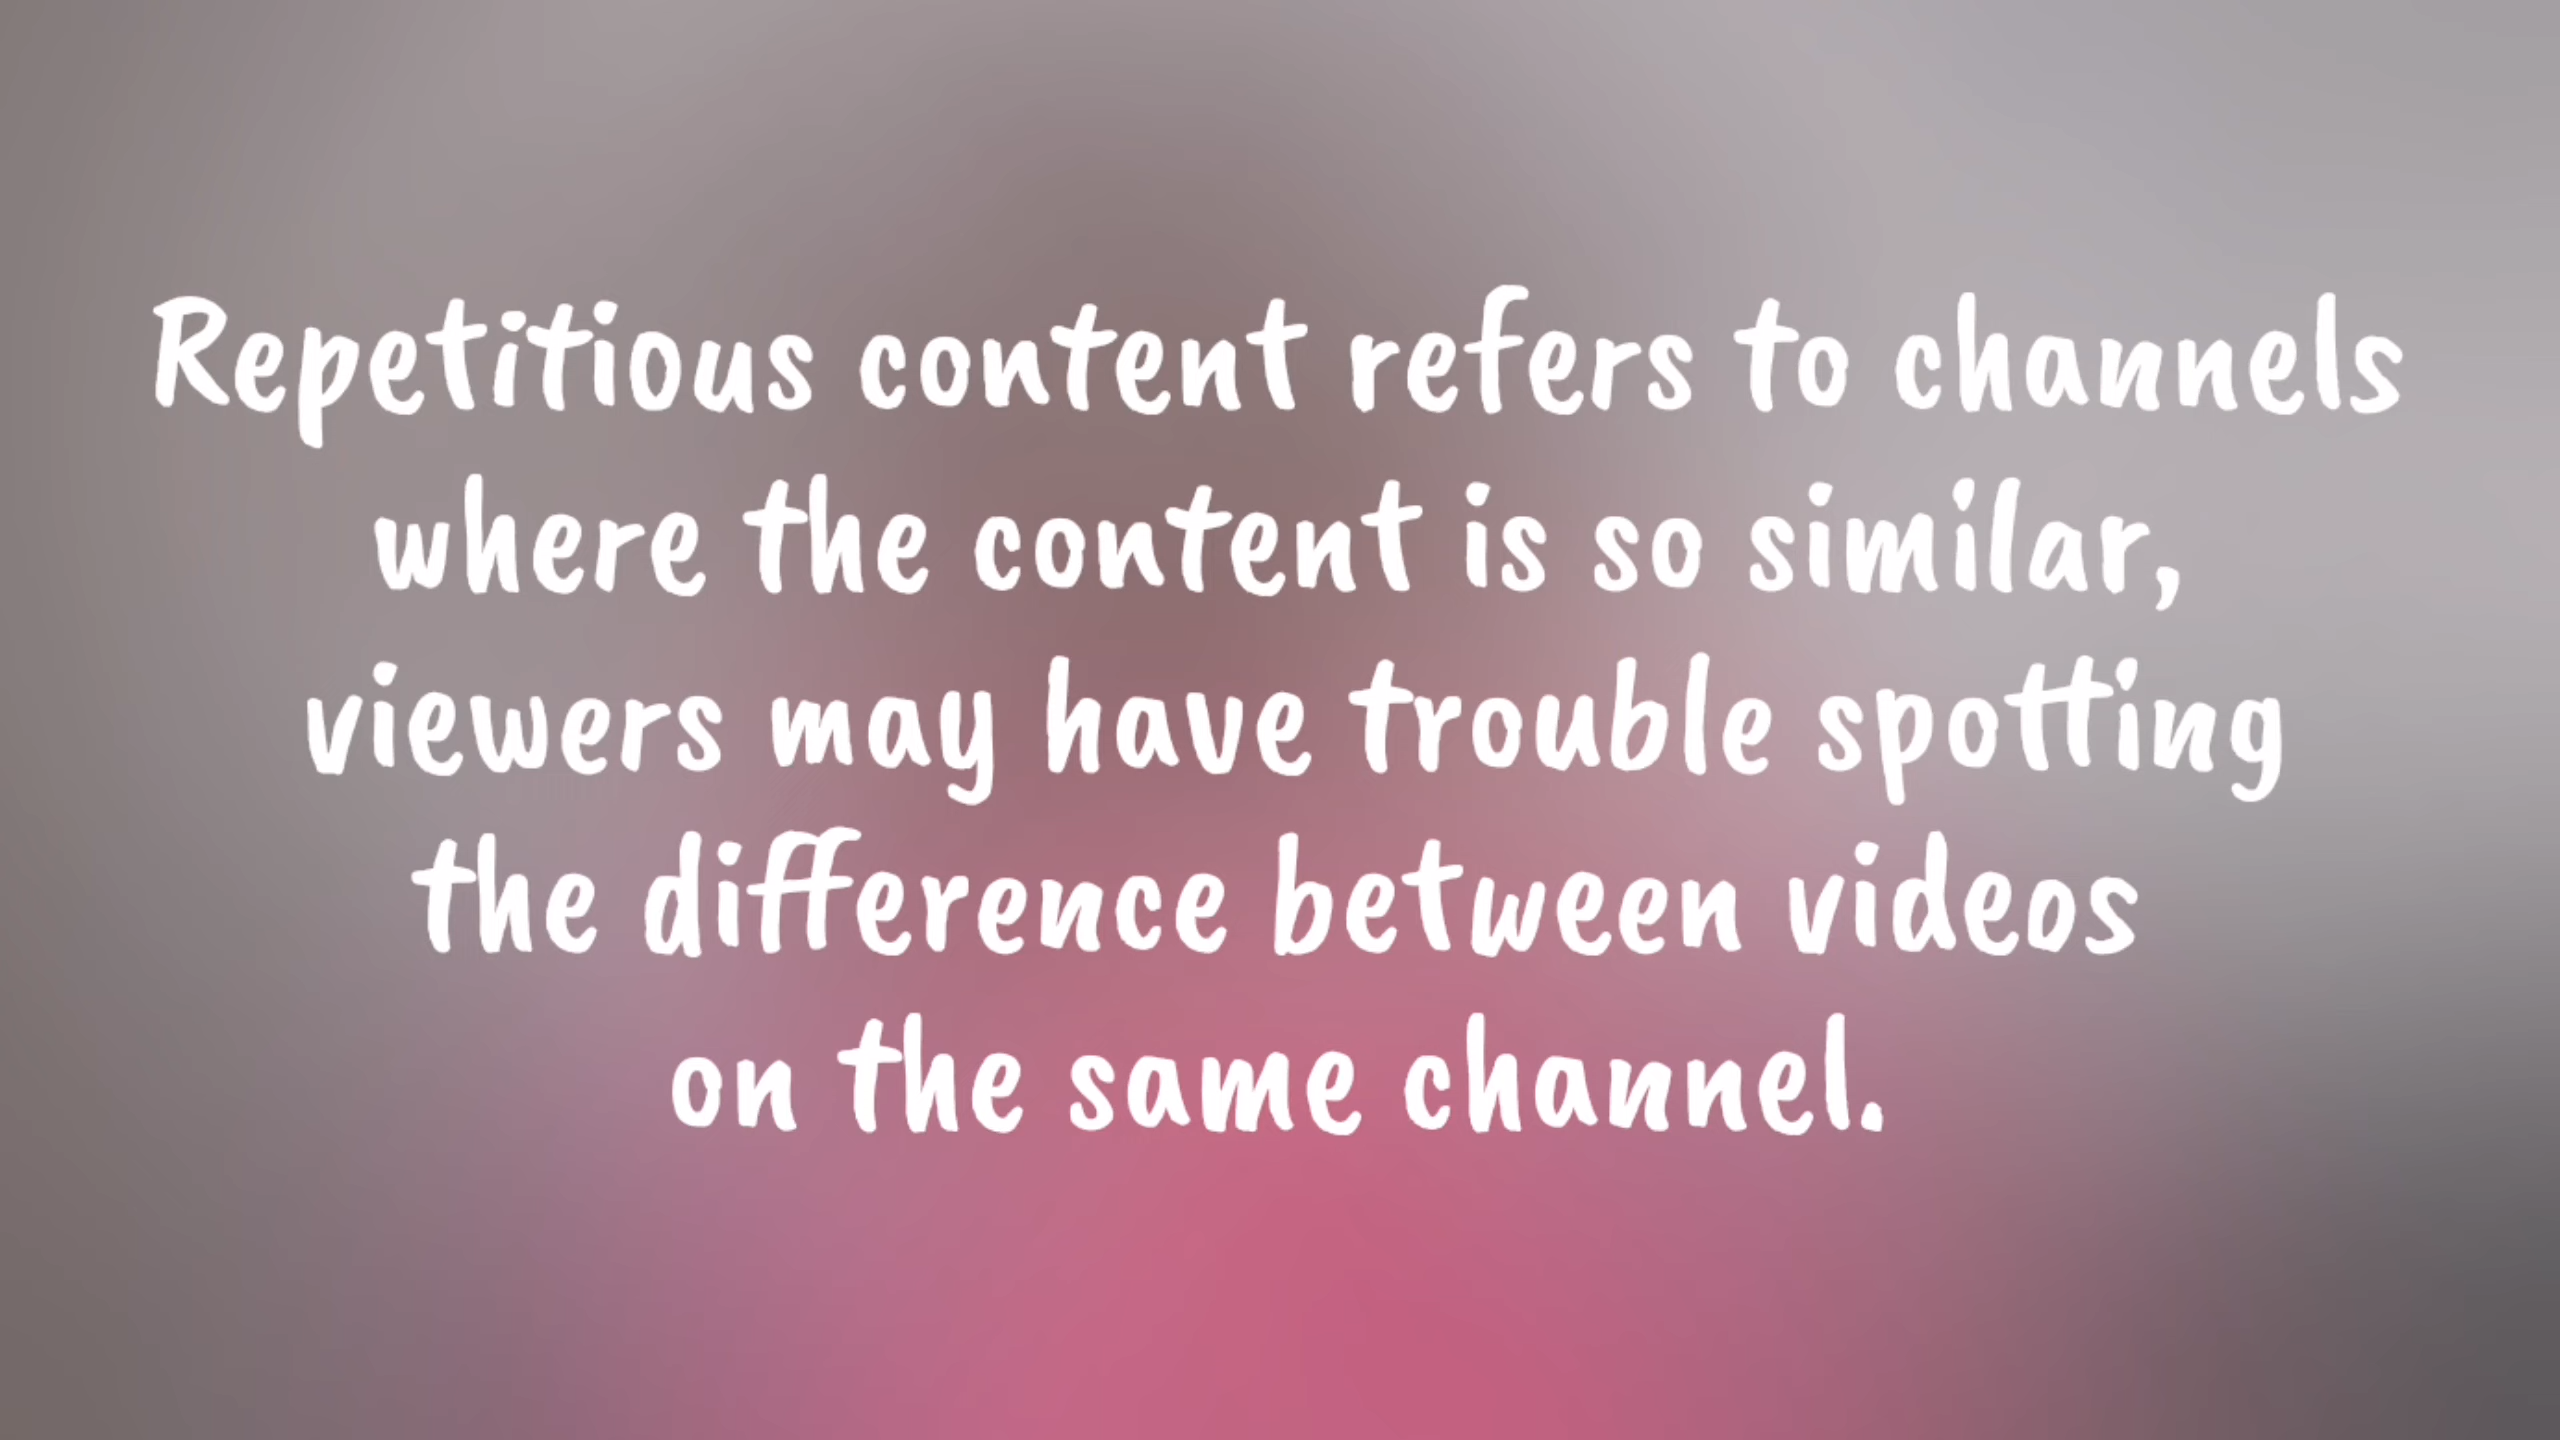 Repetitious content refers to channels
where the content is so similar,
viewers may have trouble spotting
the difference between videos
on the same channel.